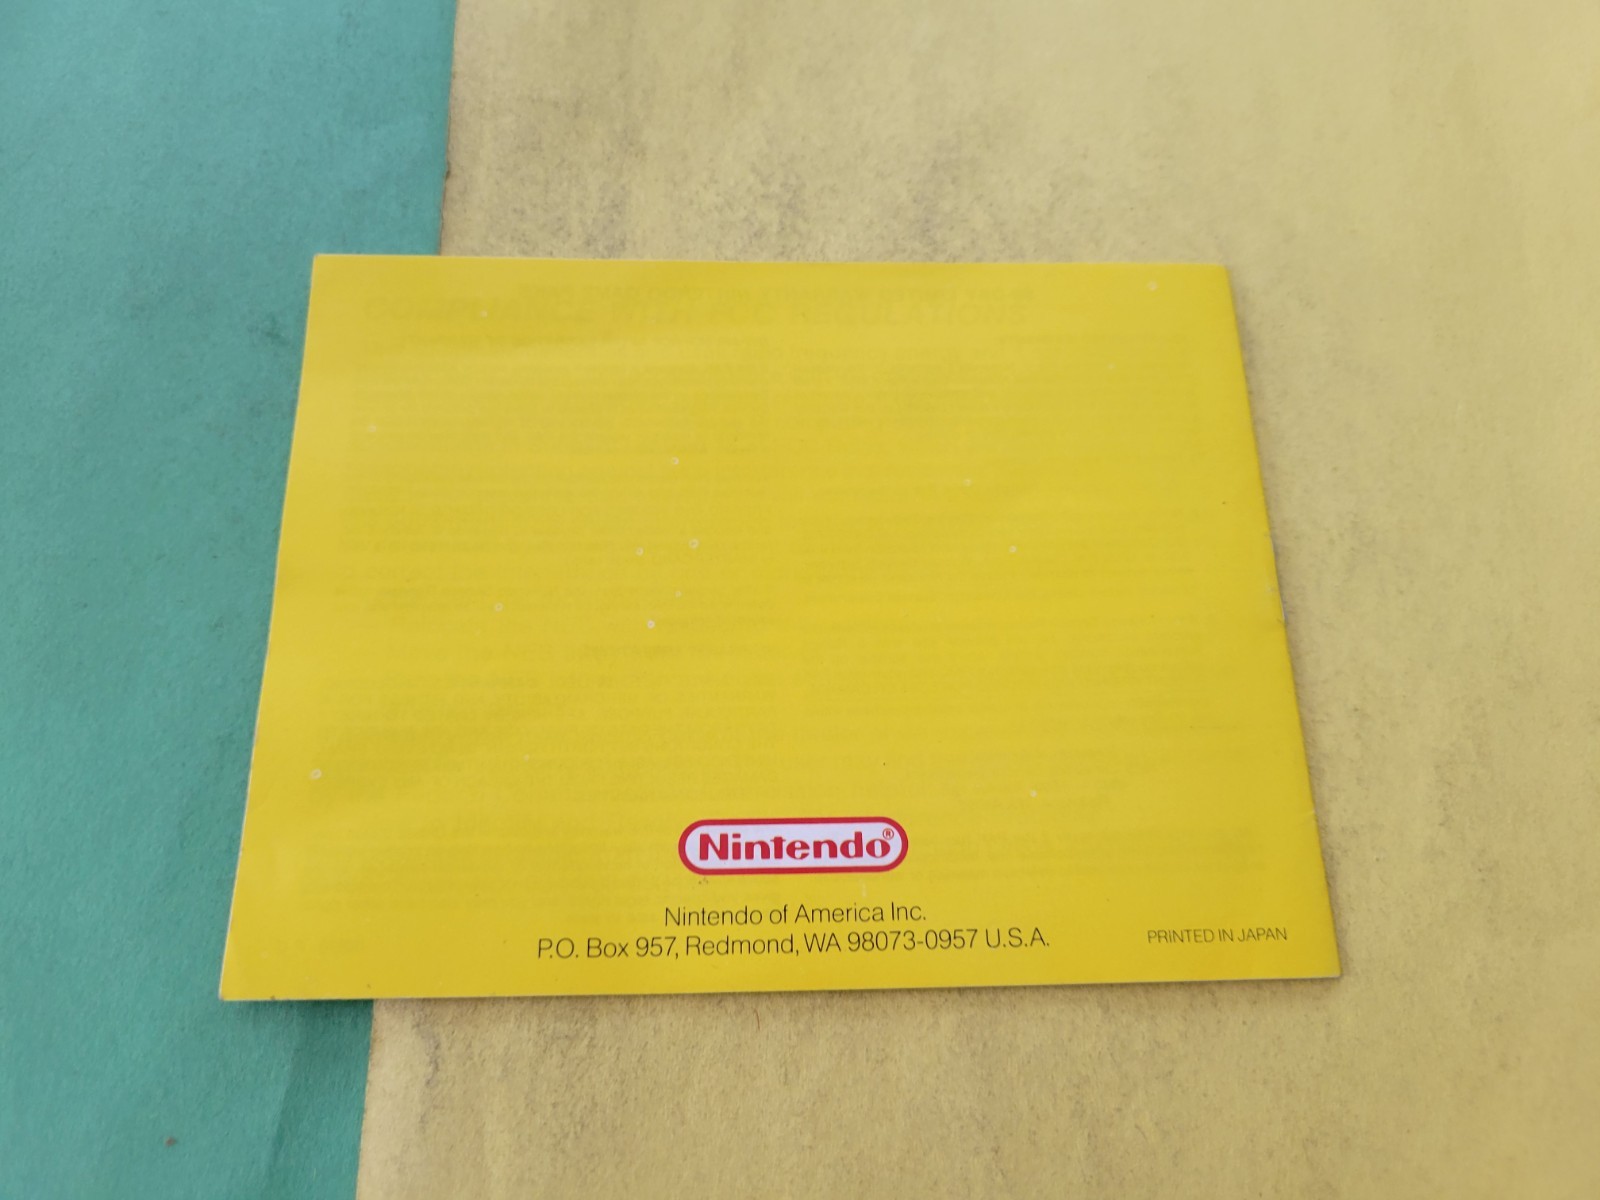 Nintendo®
Nintendo of America Inc.
P.O. Box 957, Redmond, WA 98073-0957 U.S.A.
PRINTED IN JAPAN